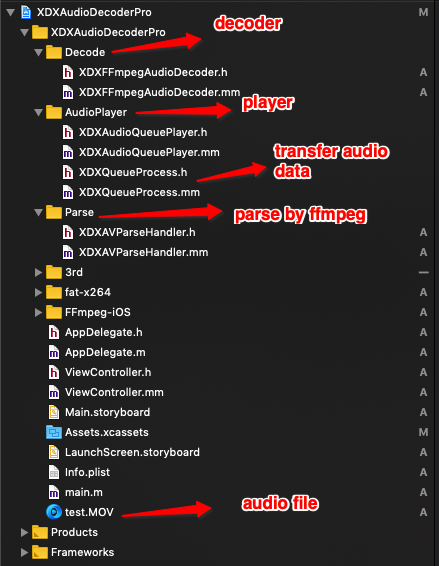 XDXAudioDecoderPro M
XDXAudioDecoderPro
Decode decoder
h XDXFFmpegAudioDecoder.h A
m XDXFFmpegAudioDecoder.mm A
AudioPlayer player
h XDXAudioQueuePlayer.h
m XDXAudioQueuePlayer.mm
transfer audio
h XDXQueueProcess.h
data
m XDXQueueProcess.mm
Parse parse by ffmpeg
h XDXAVParseHandler.h A
m XDXAVParseHandler.mm A
3rd —
fat-x264 A
FFmpeg-iOS A
h AppDelegate.h A
m AppDelegate.m A
h ViewController.h A
m ViewController.mm A
Main.storyboard A
Assets.xcassets M
LaunchScreen.storyboard A
Info.plist A
m main.m A
test.MOV audio file A
Products
Frameworks